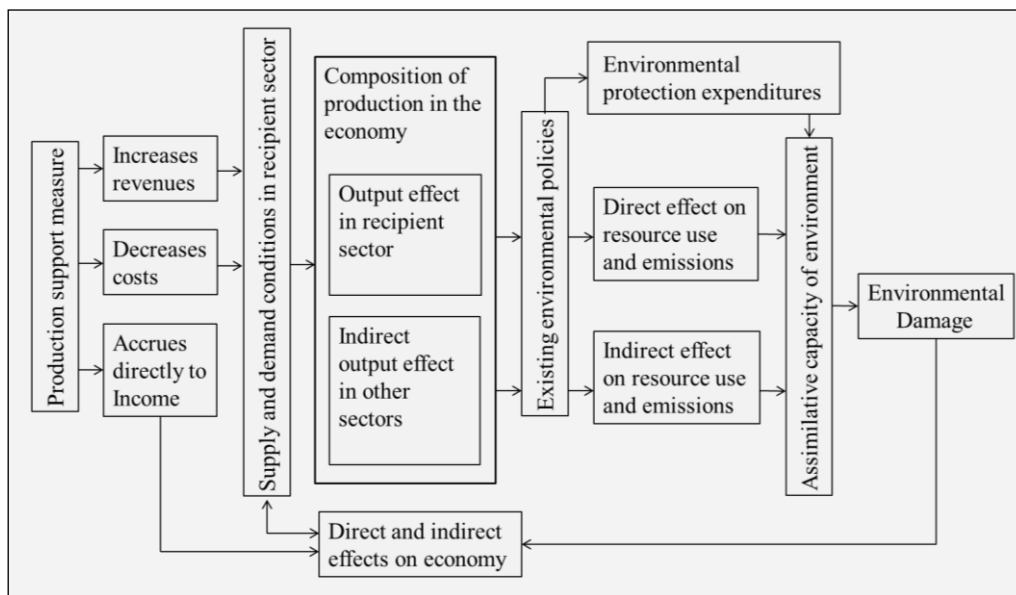 Production support measure
Increases
revenues
Decreases
costs
Accrues
directly to
Income
Supply and demand conditions in recipient sector
Composition of
production in the
economy
Output effect
in recipient
sector
Indirect
output effect
in other
sectors
Existing environmental policies
Environmental
protection expenditures
Direct effect on
resource use
and emissions
Indirect effect
on resource use
and emissions
Assimilative capacity of environment
Environmental
Damage
Direct and indirect
effects on economy